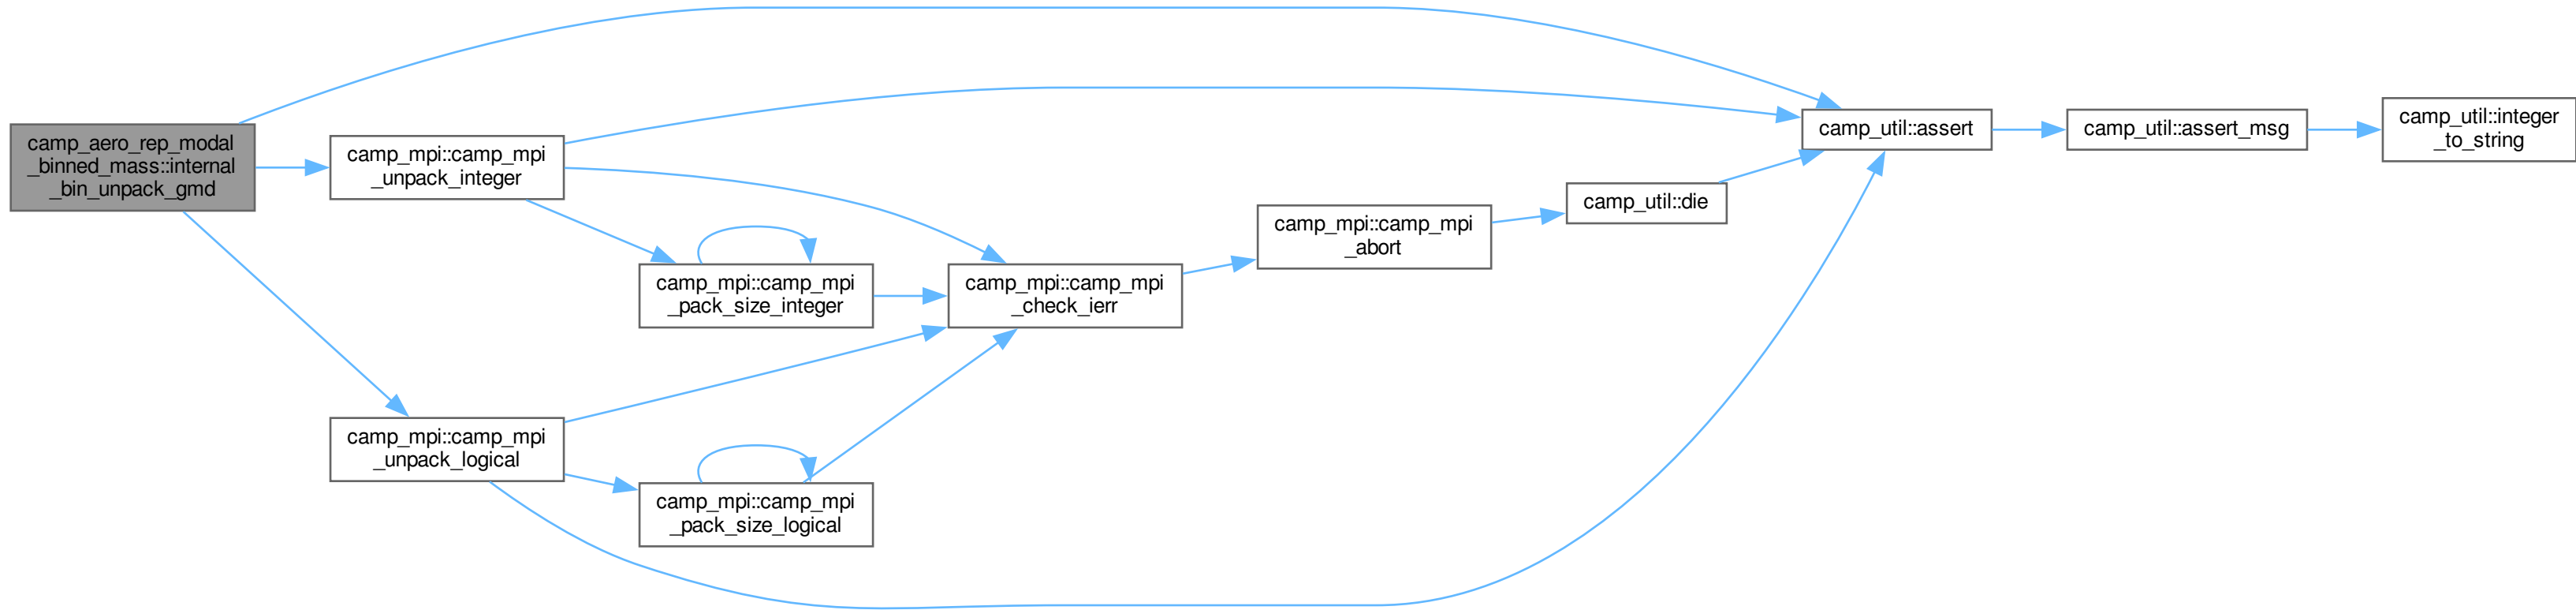 camp_aero_rep_modal
_binned_mass::internal
_bin_unpack_gmd
camp_mpi::camp_mpi
_unpack_integer
camp_mpi::camp_mpi
_pack_size_integer
camp_mpi::camp_mpi
_check_ierr
camp_mpi::camp_mpi
_abort
camp_util::die
camp_util::assert
camp_util::assert_msg
camp_util::integer
_to_string
camp_mpi::camp_mpi
_unpack_logical
camp_mpi::camp_mpi
_pack_size_logical